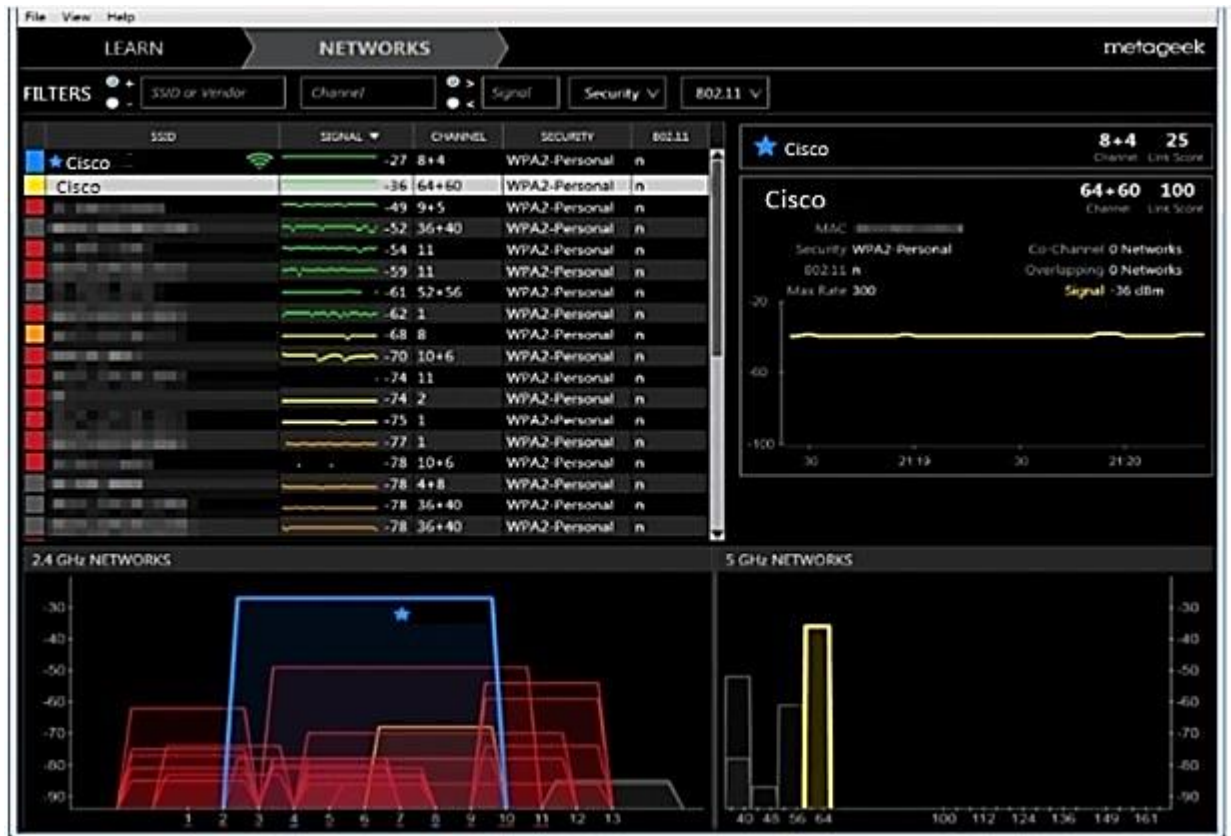 File View Help
LEARN NETWORKS metageek
FILTERS + - SSID or Vendor Channel > < Signal Security 802.11
SSID SIGNAL CHANNEL SECURITY 802.11
Cisco -27 8+4 WPA2-Personal n
Cisco -36 64+60 WPA2-Personal n
-49 9+5 WPA2-Personal n
-52 36+40 WPA2-Personal n
-54 11 WPA2-Personal n
-59 11 WPA2-Personal n
-61 52+56 WPA2-Personal n
-62 1 WPA2-Personal n
-68 8 WPA2-Personal n
-70 10+6 WPA2-Personal n
-74 11 WPA2-Personal n
-74 2 WPA2-Personal n
-75 1 WPA2-Personal n
-77 1 WPA2-Personal n
-78 10+6 WPA2-Personal n
-78 4+8 WPA2-Personal n
-78 36+40 WPA2-Personal n
-78 36+40 WPA2-Personal n
Cisco 8+4 25
Channel Link Score
Cisco 64+60 100
Channel Link Score
MAC
Security WPA2-Personal Co-Channel 0 Networks
802.11 n Overlapping 0 Networks
Max Rate 300 Signal -36 dBm
-20
-60
-100
30 21:19 30 21:20
2.4 GHz NETWORKS
-30
-40
-50
-60
-70
-80
-90
1 2 3 4 5 6 7 8 9 10 11 12 13
5 GHz NETWORKS
-30
-40
-50
-60
-70
-80
-90
40 48 56 64 100 112 124 136 149 161